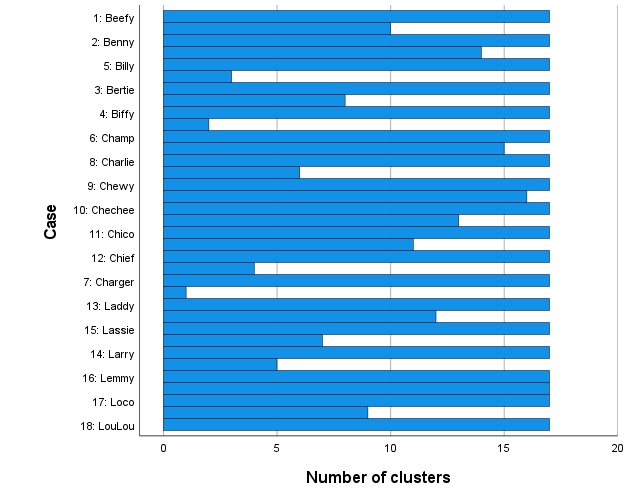 Case
1: Beefy
2: Benny
5: Billy
3: Bertie
4: Biffy
6: Champ
8: Charlie
9: Chewy
10: Chechee
11: Chico
12: Chief
7: Charger
13: Laddy
15: Lassie
14: Larry
16: Lemmy
17: Loco
18: LouLou
0 5 10 15 20
Number of clusters